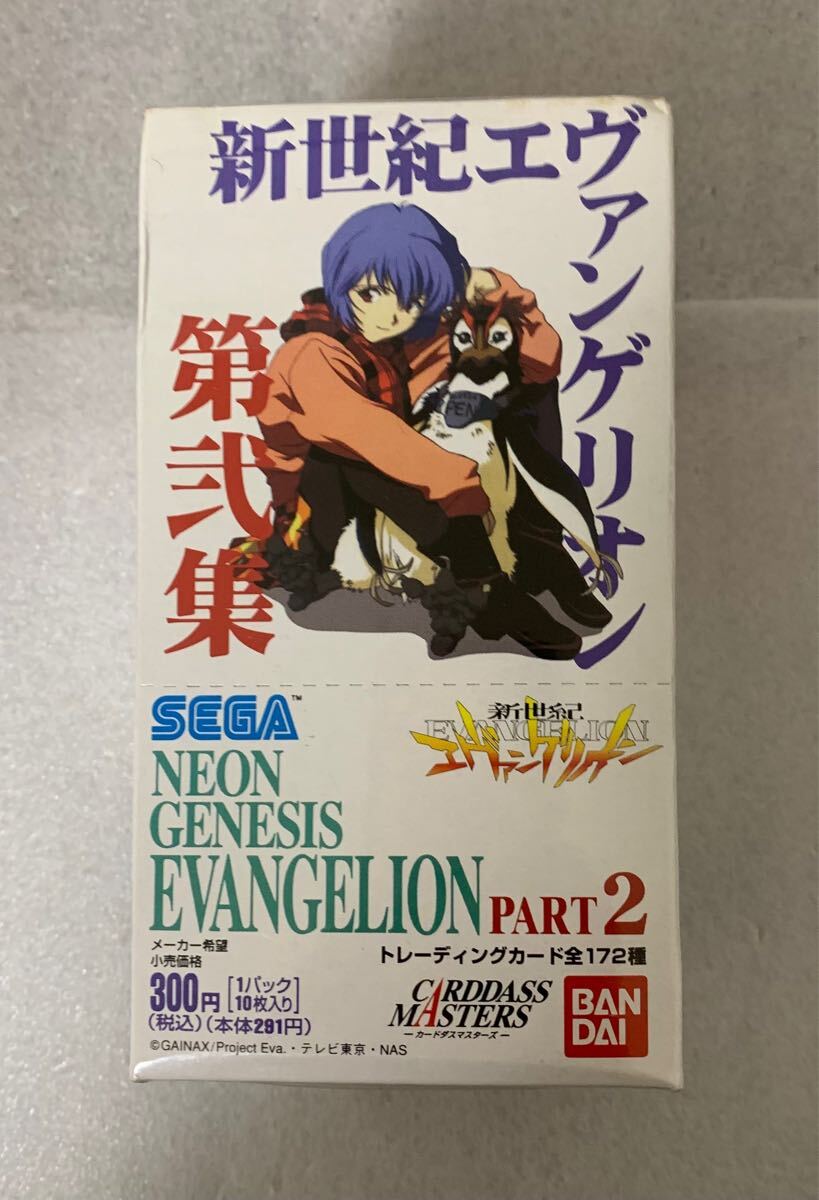 新世紀エヴァンゲリオン
第弐集
PEN
SEGA™
新世紀
EVANGELION
エヴァンゲリオン
NEON
GENESIS
EVANGELION PART 2
メーカー希望
小売価格
トレーディングカード全172種
300円 [1パック 10枚入り]
(税込)(本体291円)
CARDDASS
MASTERS
ーカードダスマスターズー
BAN
DAI
©GAINAX/Project Eva.・テレビ東京・NAS